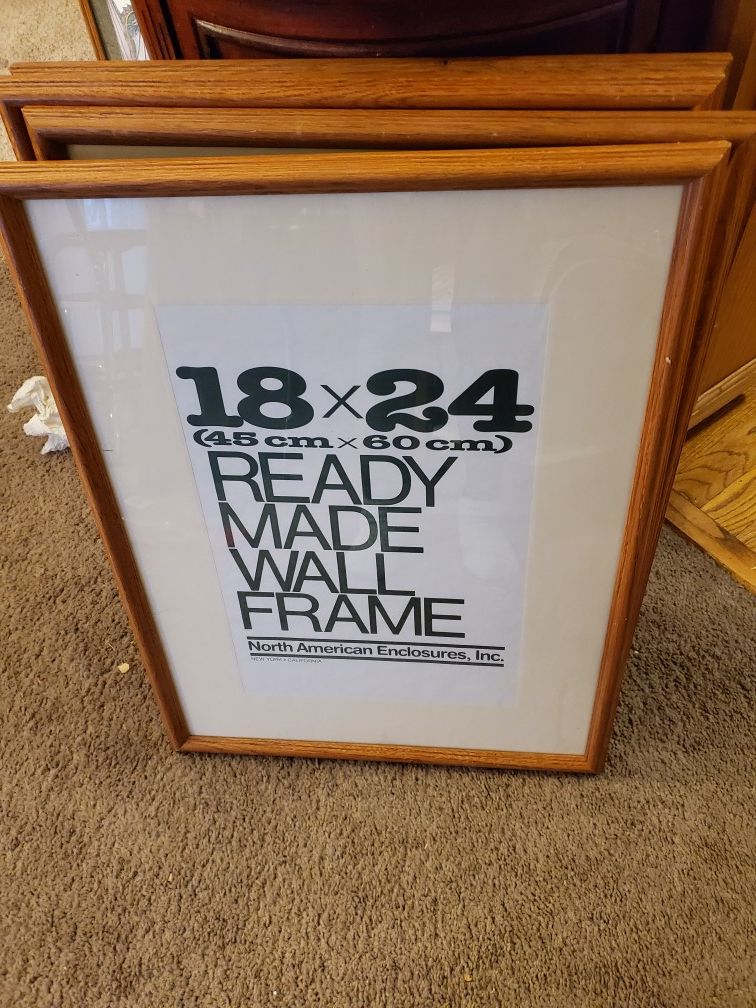 18x24
(45 cm x 60 cm)
READY
MADE
WALL
FRAME
North American Enclosures, Inc.
NEW YORK • CALIFORNIA